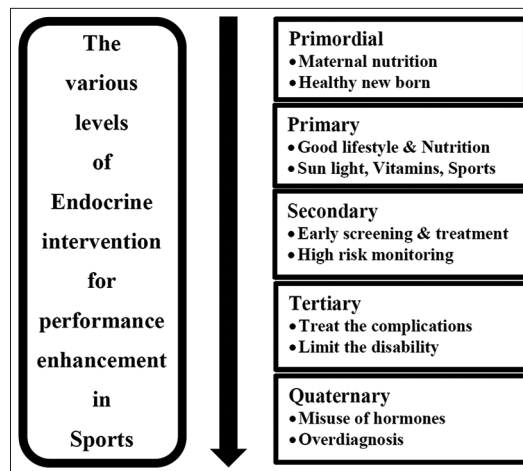 The
various
levels
of
Endocrine
intervention
for
performance
enhancement
in
Sports
Primordial
• Maternal nutrition
• Healthy new born
Primary
• Good lifestyle & Nutrition
• Sun light, Vitamins, Sports
Secondary
• Early screening & treatment
• High risk monitoring
Tertiary
• Treat the complications
• Limit the disability
Quaternary
• Misuse of hormones
• Overdiagnosis